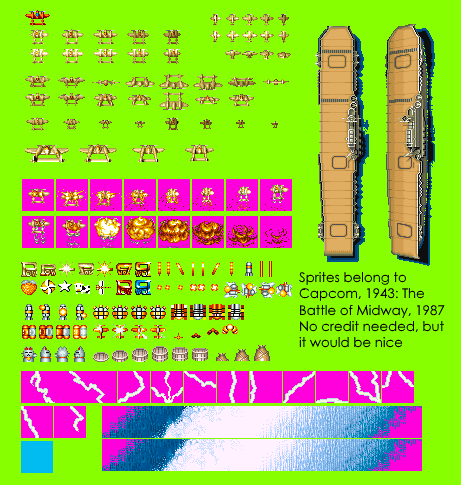 Sprites belong to
Capcom, 1943: The
Battle of Midway, 1987
No credit needed, but
it would be nice